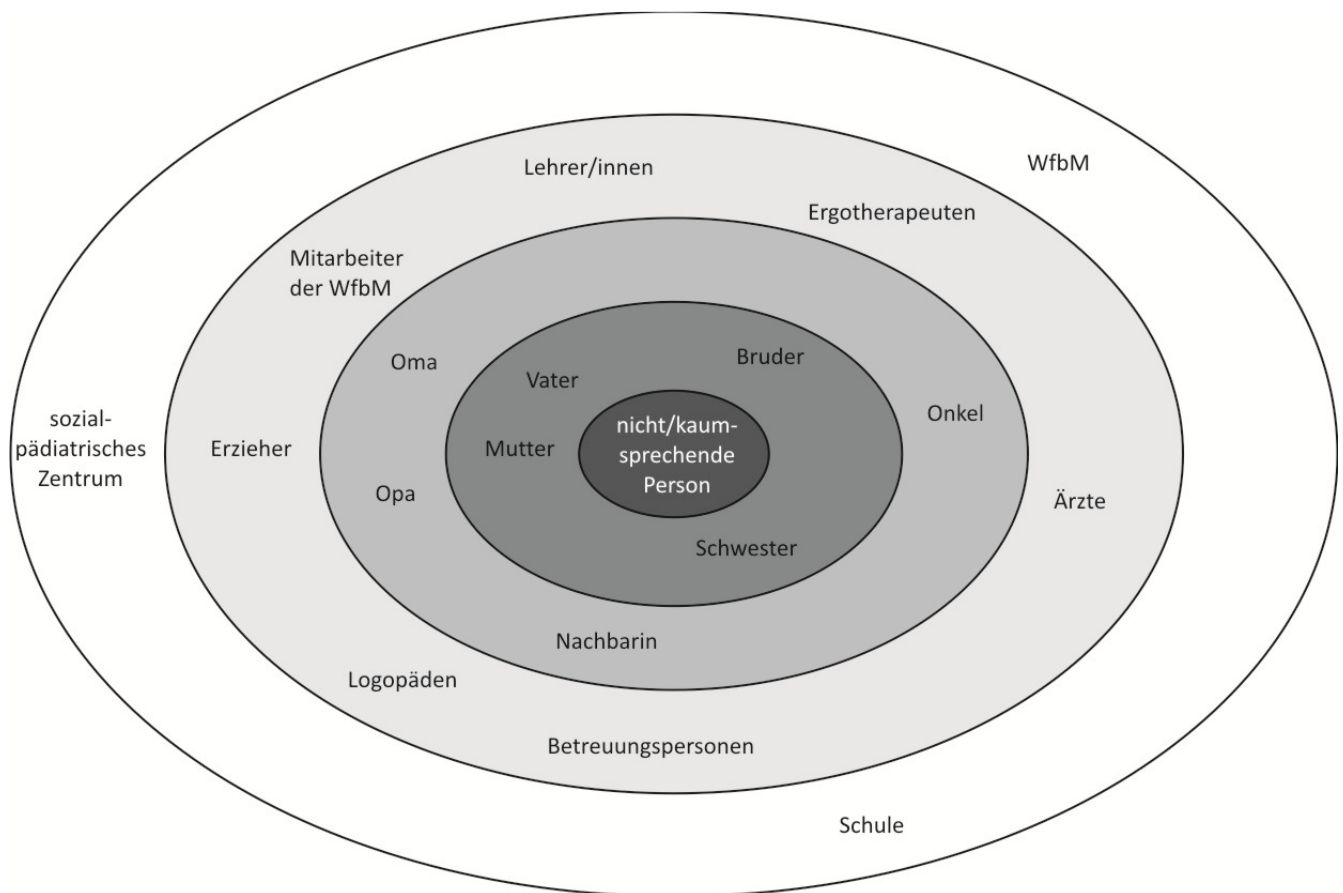 WfbM
Lehrer/innen
Ergotherapeuten
Mitarbeiter
der WfbM
Oma
Bruder
Vater
Onkel
sozial-
pädiatrisches
Zentrum
Erzieher
Mutter
nicht/kaum-
sprechende
Person
Opa
Ärzte
Schwester
Nachbarin
Logopäden
Betreuungspersonen
Schule